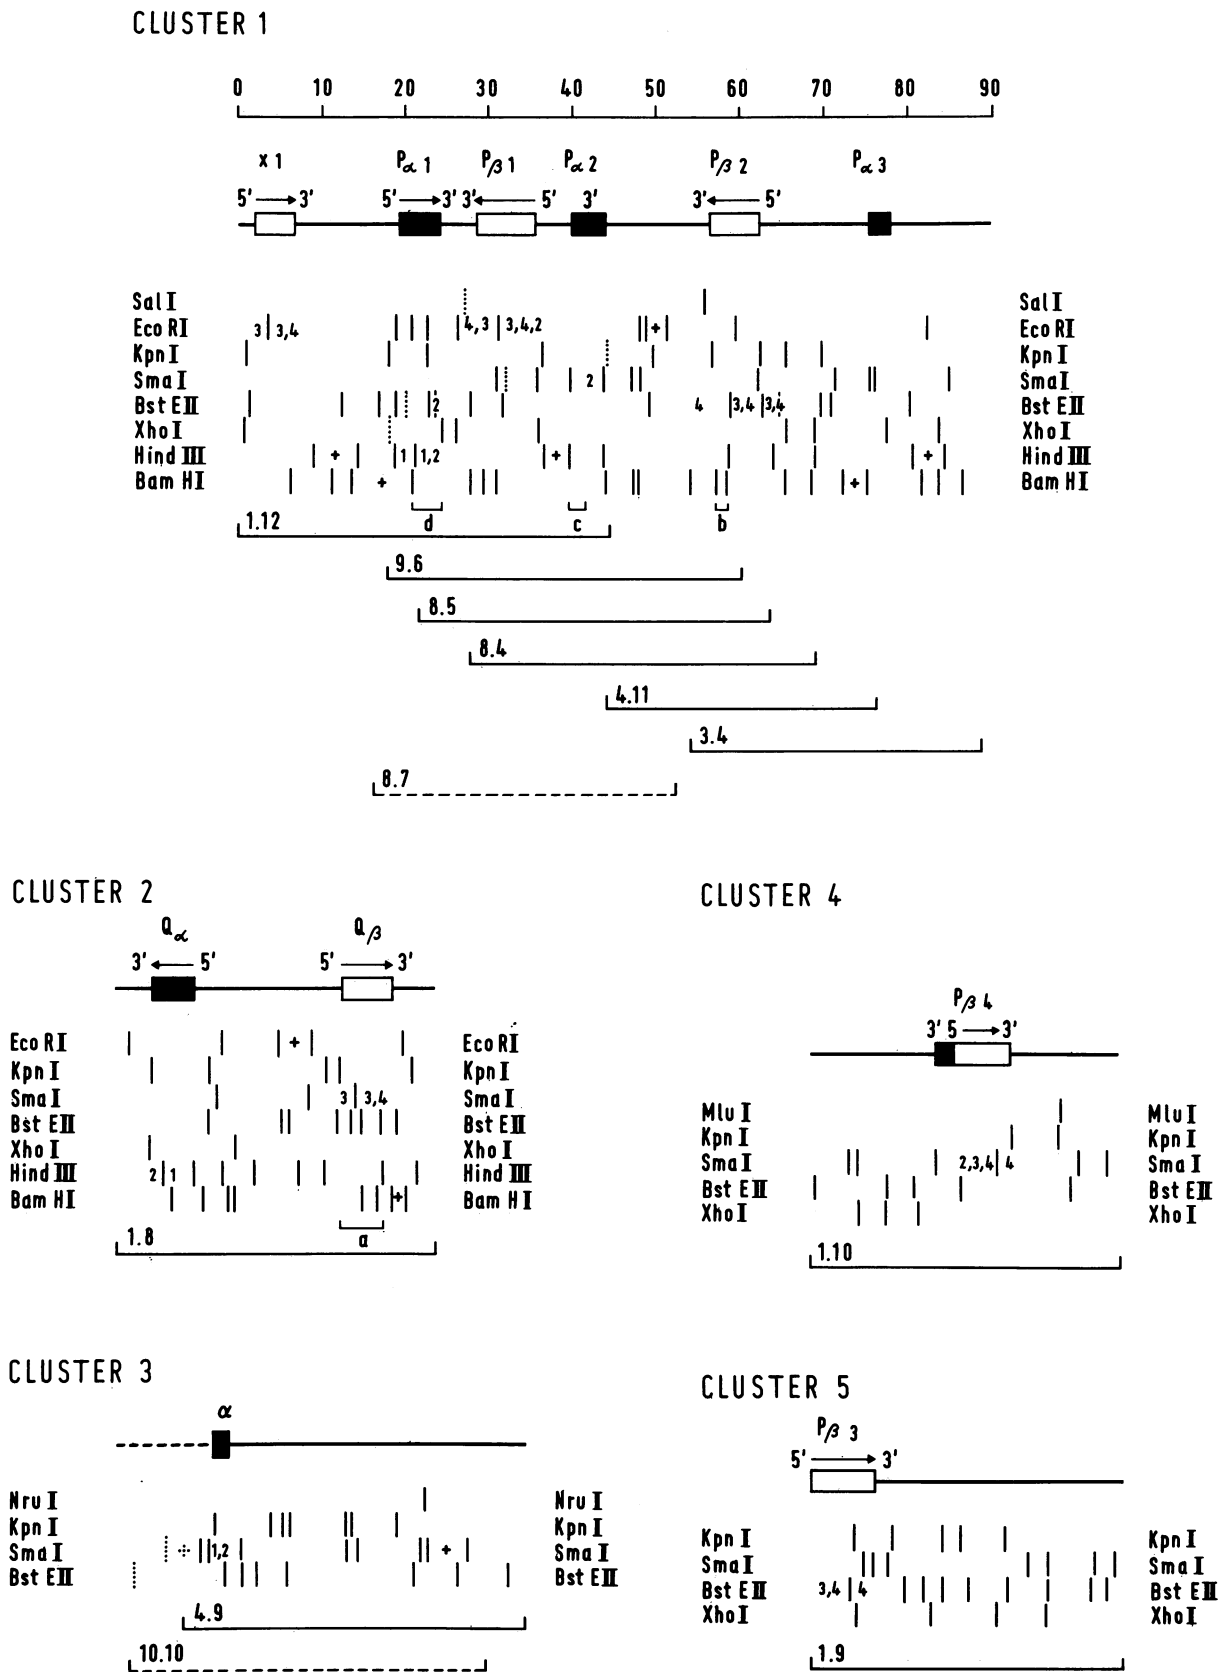 CLUSTER 1
0 10 20 30 40 50 60 70 80 90
x 1 Pα 1 Pβ 1 Pα 2 Pβ 2 Pα 3
5' 3' 5' 3' 3' 5' 3' 3' 5'
Sal I Sal I
Eco RI 3 3,4 4,3 3,4,2 + Eco RI
Kpn I Kpn I
Sma I 2 Sma I
Bst EII 2 4 3,4 3,4 Bst EII
Xho I Xho I
Hind III + 1 1,2 + + Hind III
Bam HI + + Bam HI
d c b
1.12
9.6
8.5
8.4
4.11
3.4
8.7
CLUSTER 2
Qα Qβ
3' 5' 5' 3'
Eco RI + Eco RI
Kpn I Kpn I
Sma I 3 3,4 Sma I
Bst EII Bst EII
Xho I Xho I
Hind III 2 1 Hind III
Bam HI + Bam HI
a
1.8
CLUSTER 4
Pβ 4
3' 5 3'
Mlu I Mlu I
Kpn I Kpn I
Sma I 2,3,4 4 Sma I
Bst EII Bst EII
Xho I Xho I
1.10
CLUSTER 3
α
Nru I Nru I
Kpn I Kpn I
Sma I + 1,2 + Sma I
Bst EII Bst EII
4.9
10.10
CLUSTER 5
Pβ 3
5' 3'
Kpn I Kpn I
Sma I Sma I
Bst EII 3,4 4 Bst EII
Xho I Xho I
1.9